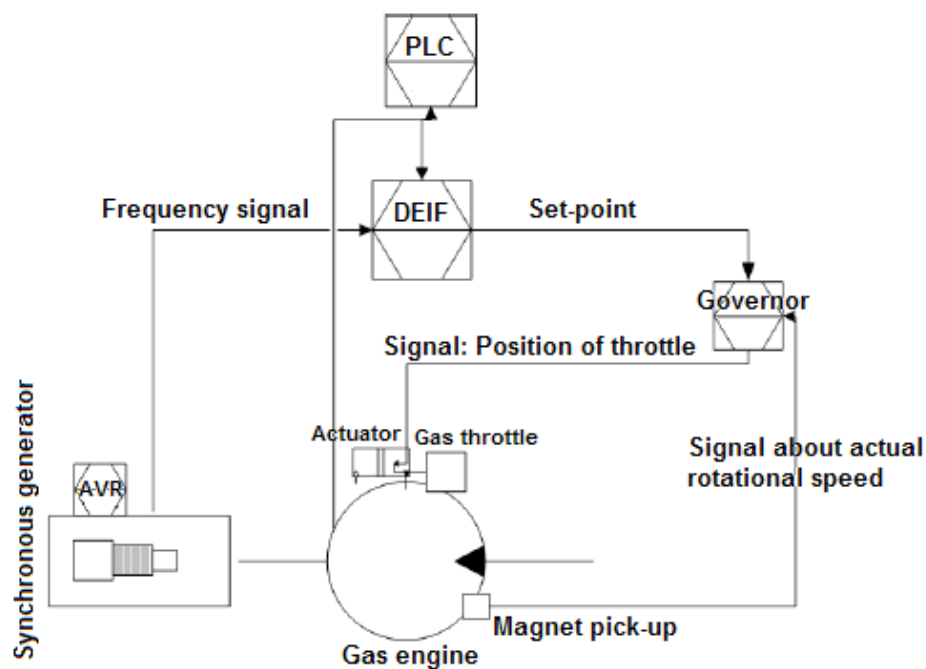 PLC
Frequency signal
DEIF
Set-point
Governor
Signal: Position of throttle
Actuator
Gas throttle
Signal about actual
rotational speed
AVR
Synchronous generator
Magnet pick-up
Gas engine